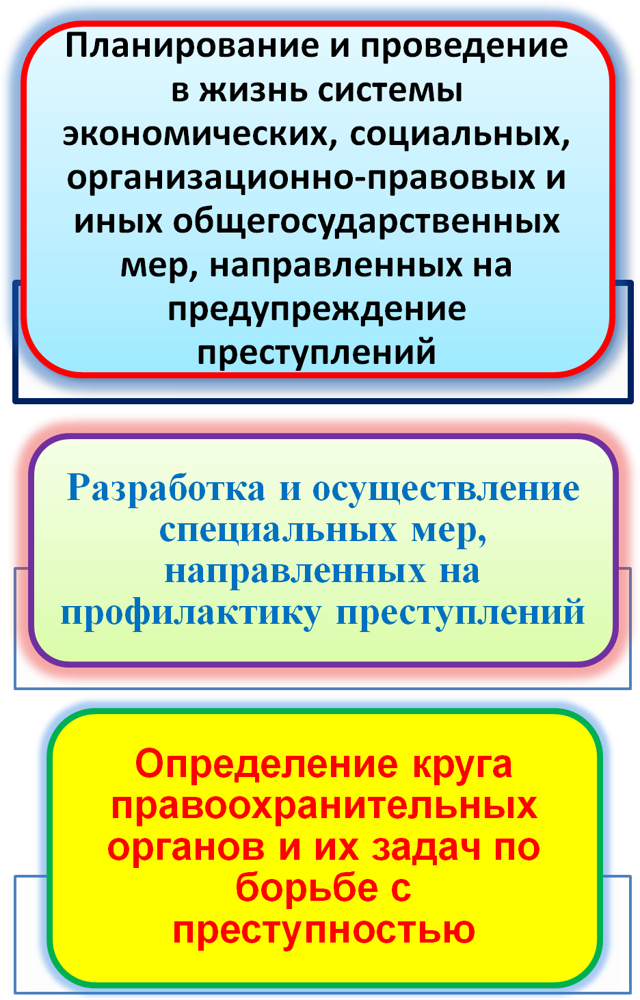 Планирование и проведение
в жизнь системы
экономических, социальных,
организационно-правовых и
иных общегосударственных
мер, направленных на
предупреждение
преступлений
Разработка и осуществление
специальных мер,
направленных на
профилактику преступлений
Определение круга
правоохранительных
органов и их задач по
борьбе с
преступностью